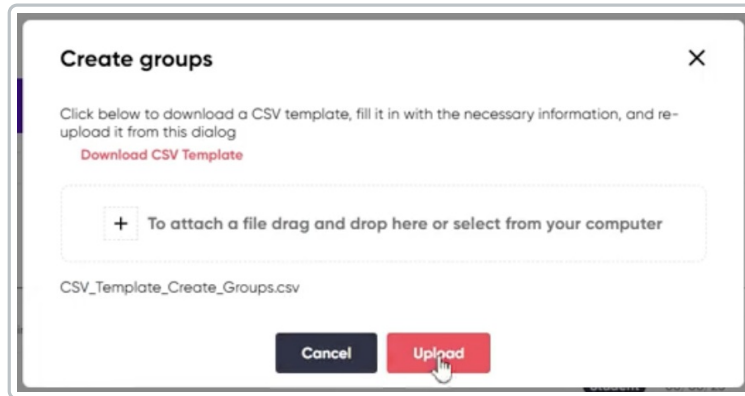 Create groups
Click below to download a CSV template, fill it in with the necessary information, and re-
upload it from this dialog
Download CSV Template
+ To attach a file drag and drop here or select from your computer
CSV_Template_Create_Groups.csv
Cancel
Upload
Student